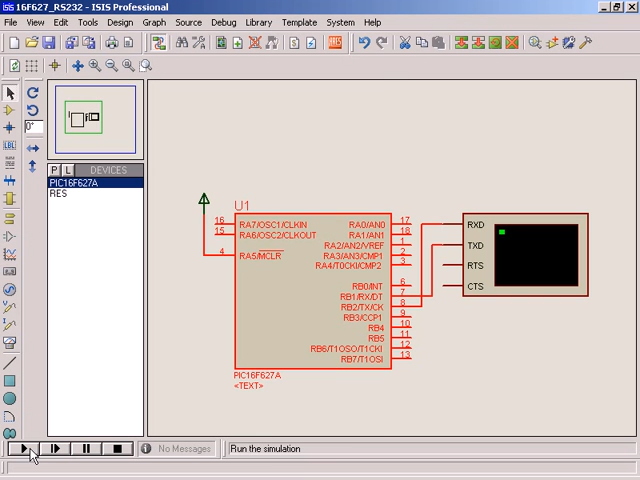 16F627_RS232 - ISIS Professional
File View Edit Tools Design Graph Source Debug Library Template System Help
0°
P L DEVICES
PIC16F627A
RES
U1
16 RA7/OSC1/CLKIN RA0/AN0 17
15 RA6/OSC2/CLKOUT RA1/AN1 18
RA2/AN2/VREF 1
4 RA5/MCLR RA3/AN3/CMP1 2
RA4/T0CKI/CMP2 3
RB0/INT 6
RB1/RX/DT 7
RB2/TX/CK 8
RB3/CCP1 9
RB4 10
RB5 11
RB6/T1OSO/T1CKI 12
RB7/T1OSI 13
PIC16F627A
<TEXT>
RXD
TXD
RTS
CTS
No Messages Run the simulation